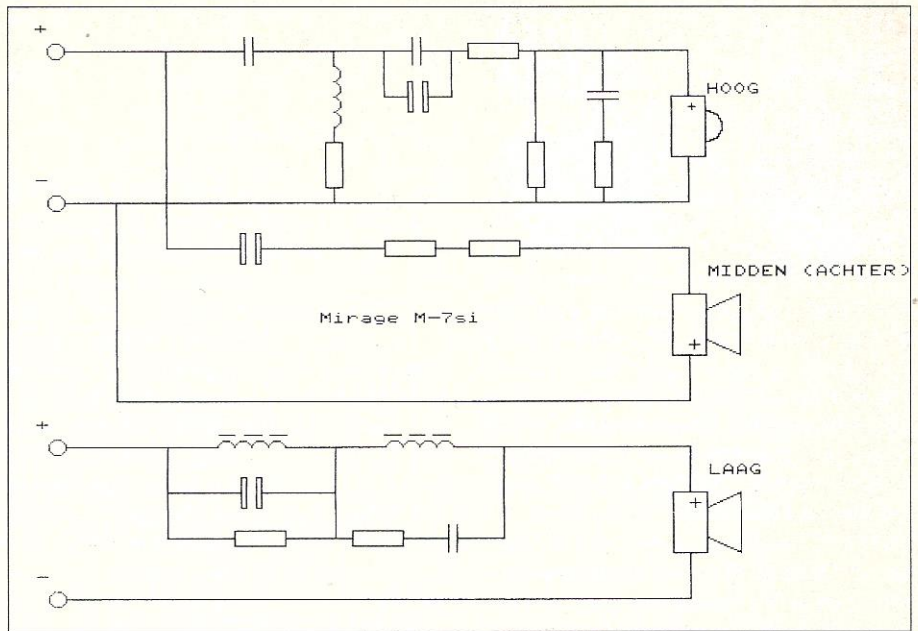 +
HOOG
+
−
MIDDEN (ACHTER)
Mirage M-7si
+
+
LAAG
+
−